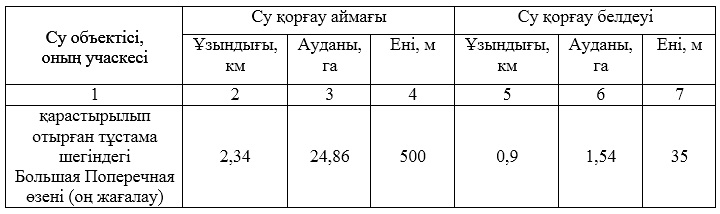 Су объектісі,
оның учаскесі
Су қорғау аймағы
Су қорғау белдеуі
Ұзындығы,
км
Ауданы,
га
Ені, м
Ұзындығы,
км
Ауданы,
га
Ені, м
1 2 3 4 5 6 7
қарастырылып
отырған тұстама
шегіндегі
Большая Поперечная
өзені (оң жағалау)
2,34 24,86 500 0,9 1,54 35